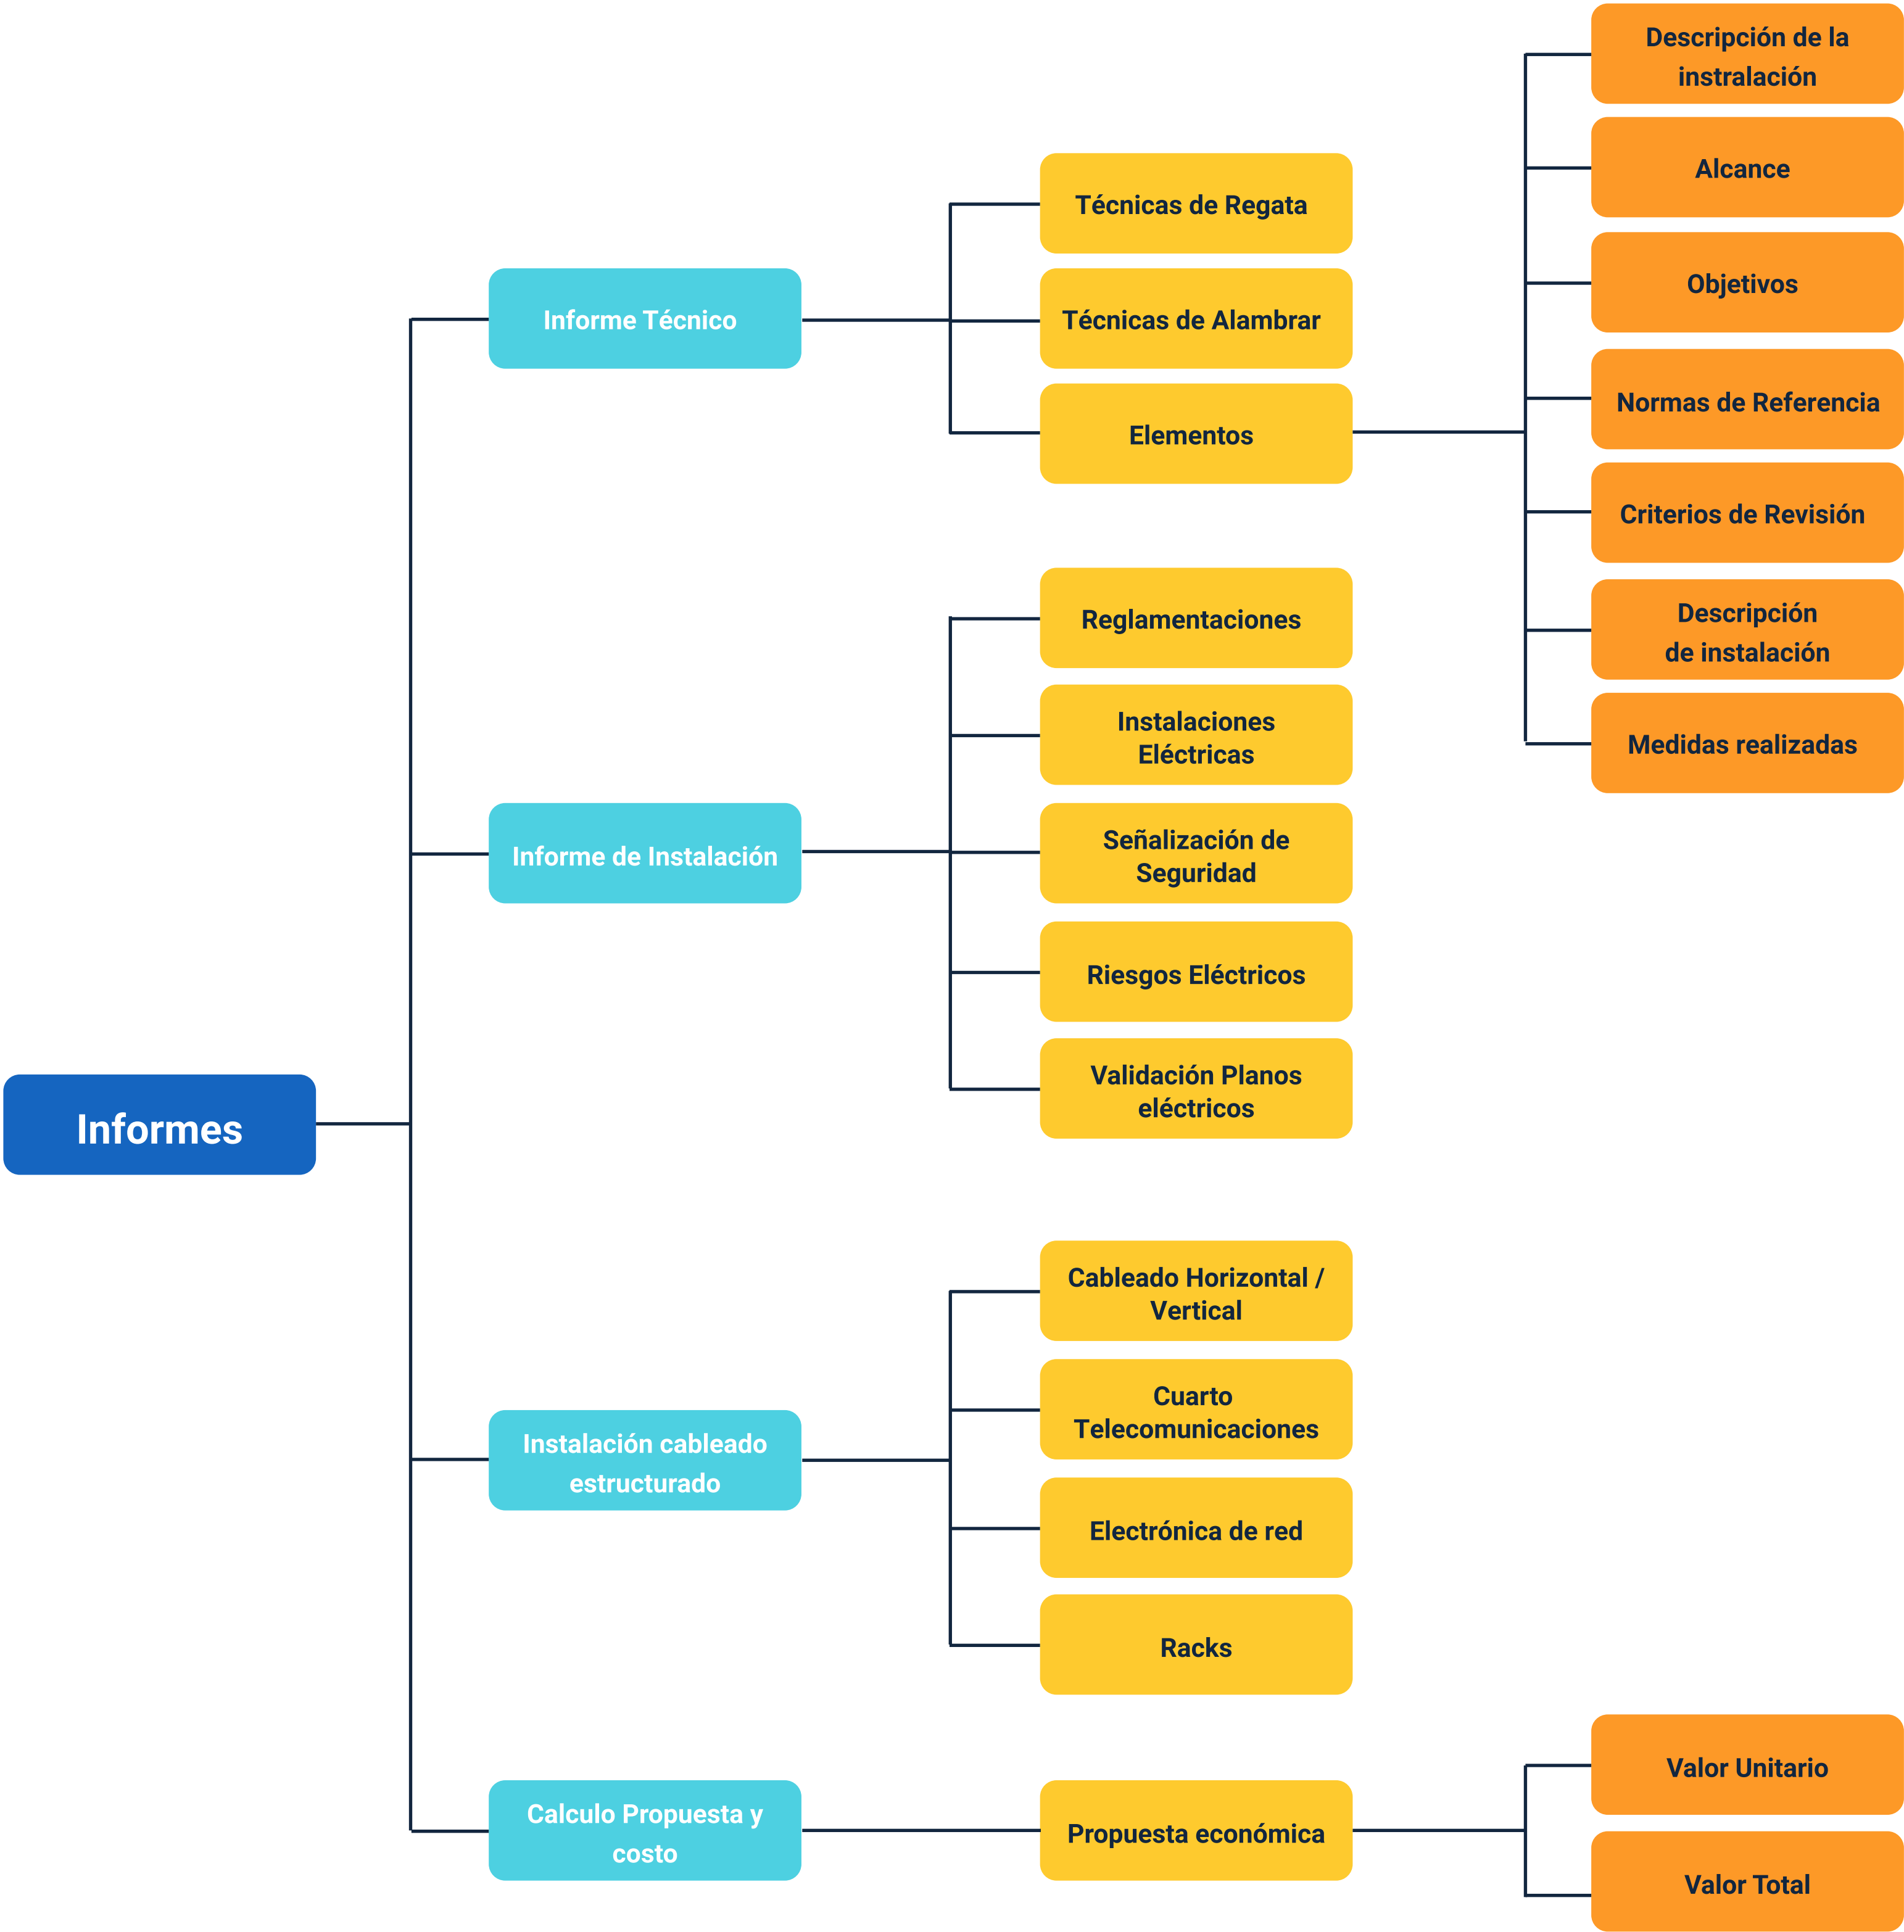 Informes
Informe Técnico
Técnicas de Regata
Técnicas de Alambrar
Elementos
Descripción de la
instralación
Alcance
Objetivos
Normas de Referencia
Criterios de Revisión
Descripción
de instalación
Medidas realizadas
Informe de Instalación
Reglamentaciones
Instalaciones
Eléctricas
Señalización de
Seguridad
Riesgos Eléctricos
Validación Planos
eléctricos
Instalación cableado
estructurado
Cableado Horizontal /
Vertical
Cuarto
Telecomunicaciones
Electrónica de red
Racks
Calculo Propuesta y
costo
Propuesta económica
Valor Unitario
Valor Total